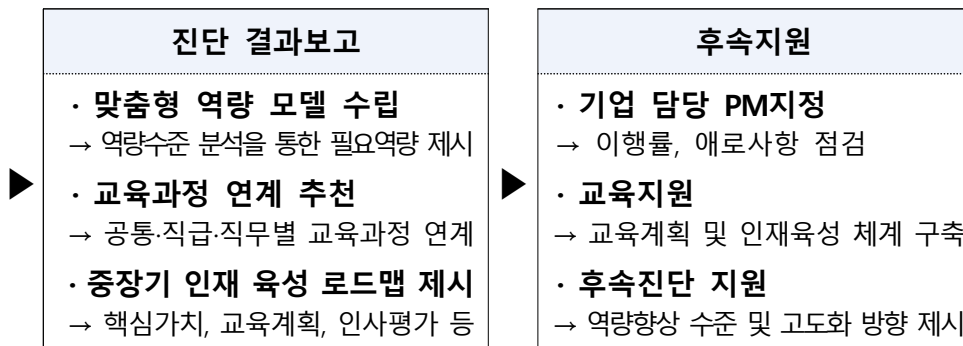 진단 결과보고
· 맞춤형 역량 모델 수립
→ 역량수준 분석을 통한 필요역량 제시
· 교육과정 연계 추천
→ 공통·직급·직무별 교육과정 연계
· 중장기 인재 육성 로드맵 제시
→ 핵심가치, 교육계획, 인사평가 등
후속지원
· 기업 담당 PM지정
→ 이행률, 애로사항 점검
· 교육지원
→ 교육계획 및 인재육성 체계 구축
· 후속진단 지원
→ 역량향상 수준 및 고도화 방향 제시